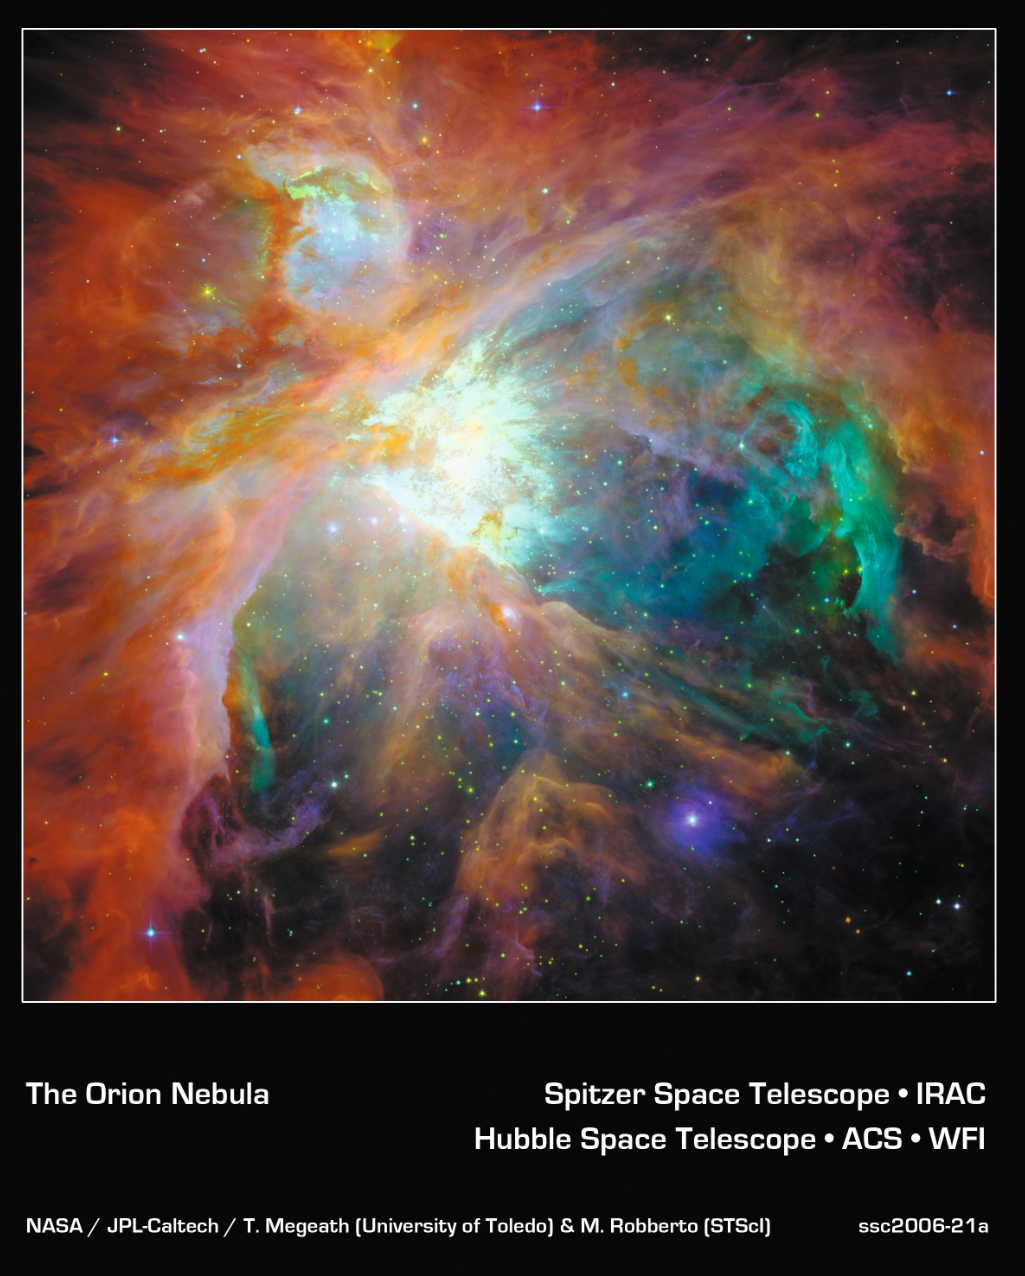 The Orion Nebula
Spitzer Space Telescope • IRAC
Hubble Space Telescope • ACS • WFI
NASA / JPL-Caltech / T. Megeath (University of Toledo) & M. Robberto (STScI)
ssc2006-21a